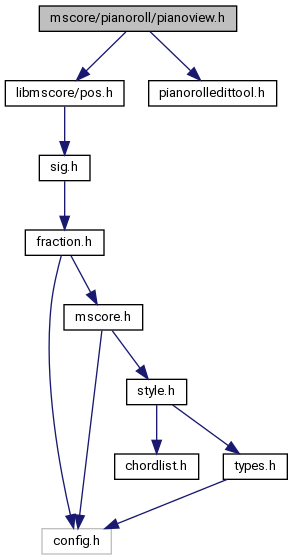 mscore/pianoroll/pianoview.h
libmscore/pos.h
pianorolledittool.h
sig.h
fraction.h
mscore.h
style.h
chordlist.h
types.h
config.h